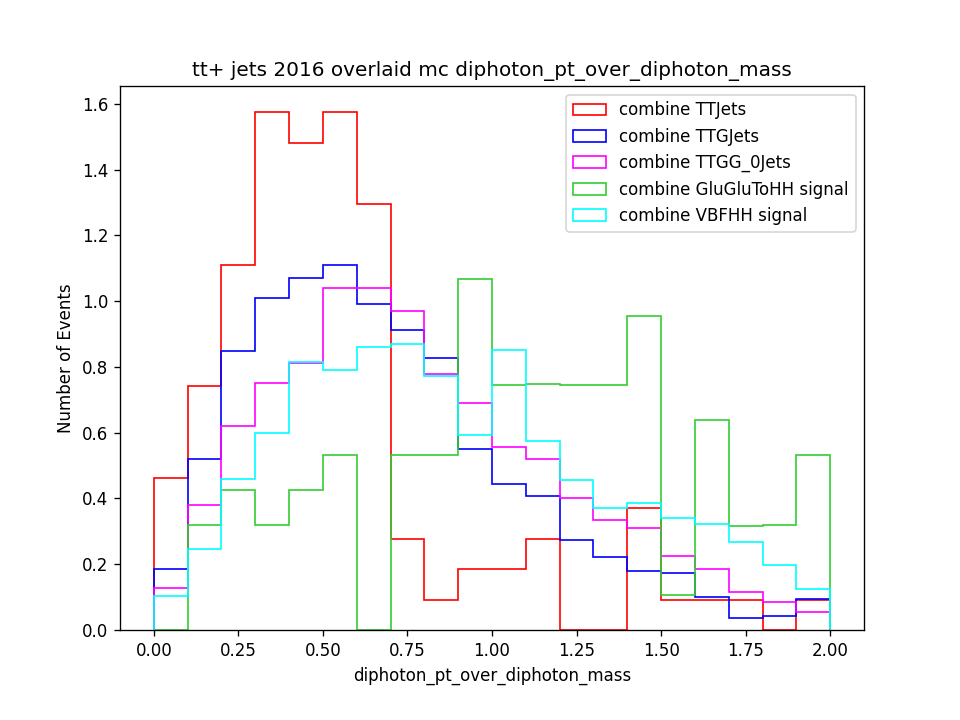 tt+ jets 2016 overlaid mc diphoton_pt_over_diphoton_mass
combine TTJets
combine TTGJets
combine TTGG_0Jets
combine GluGluToHH signal
combine VBFHH signal
Number of Events
1.6
1.4
1.2
1.0
0.8
0.6
0.4
0.2
0.0
0.00 0.25 0.50 0.75 1.00 1.25 1.50 1.75 2.00
diphoton_pt_over_diphoton_mass